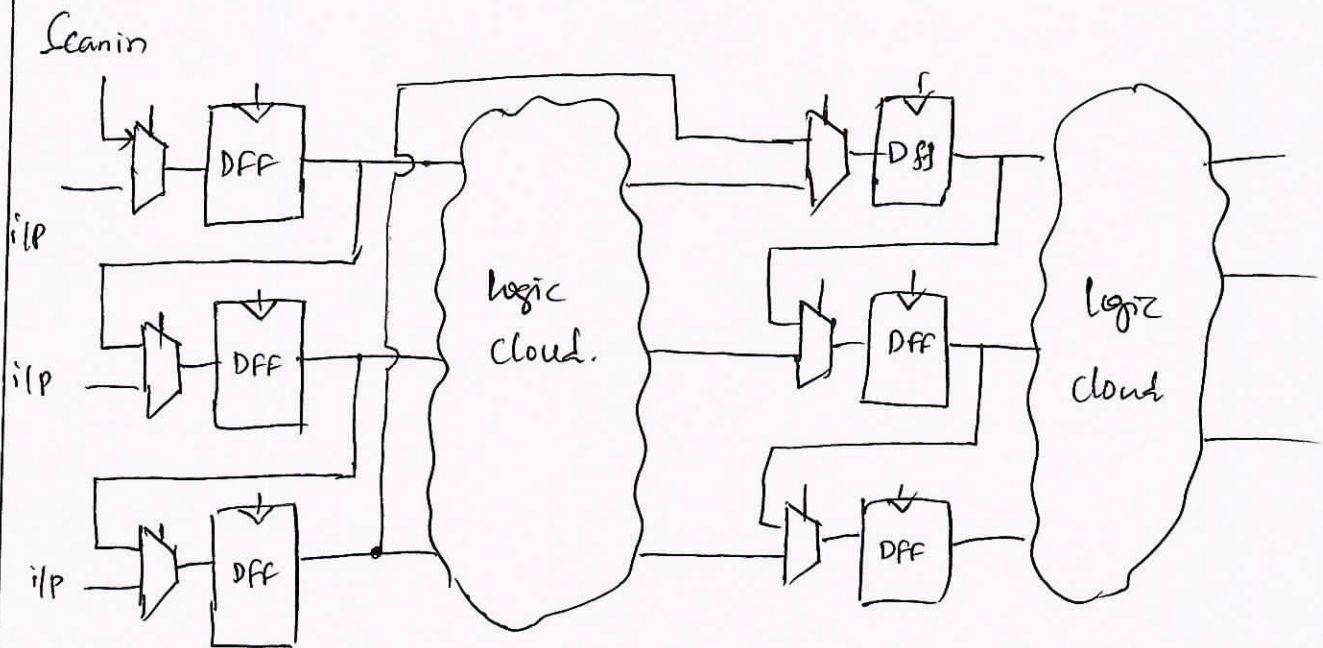 Scanin
i/p
DFF
DFF
i/p
DFF
DFF
i/p
DFF
DFF
logic
cloud.
logic
cloud